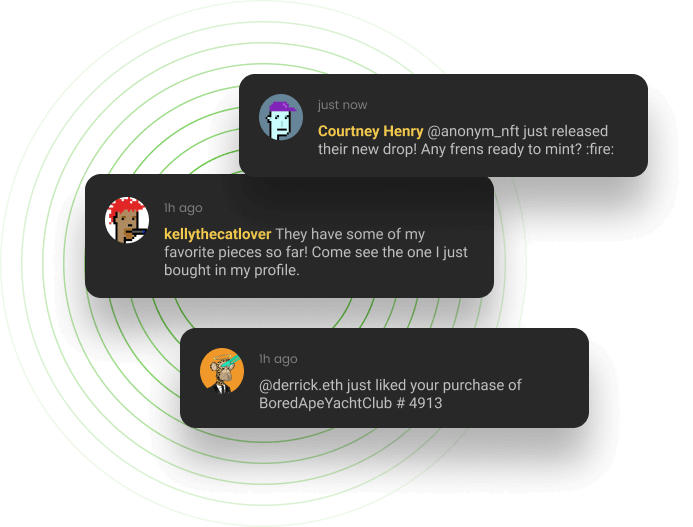 just now
Courtney Henry @anonym_nft just released
their new drop! Any frens ready to mint? :fire:
1h ago
kellythecatlover They have some of my
favorite pieces so far! Come see the one I just
bought in my profile.
1h ago
@derrick.eth just liked your purchase of
BoredApeYachtClub # 4913